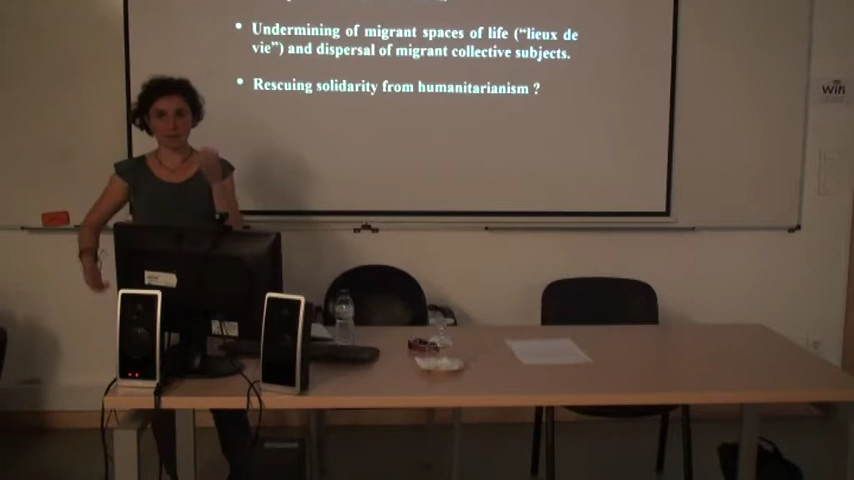 • Undermining of migrant spaces of life (“lieux de
vie”) and dispersal of migrant collective subjects.
• Rescuing solidarity from humanitarianism ?
Wifi